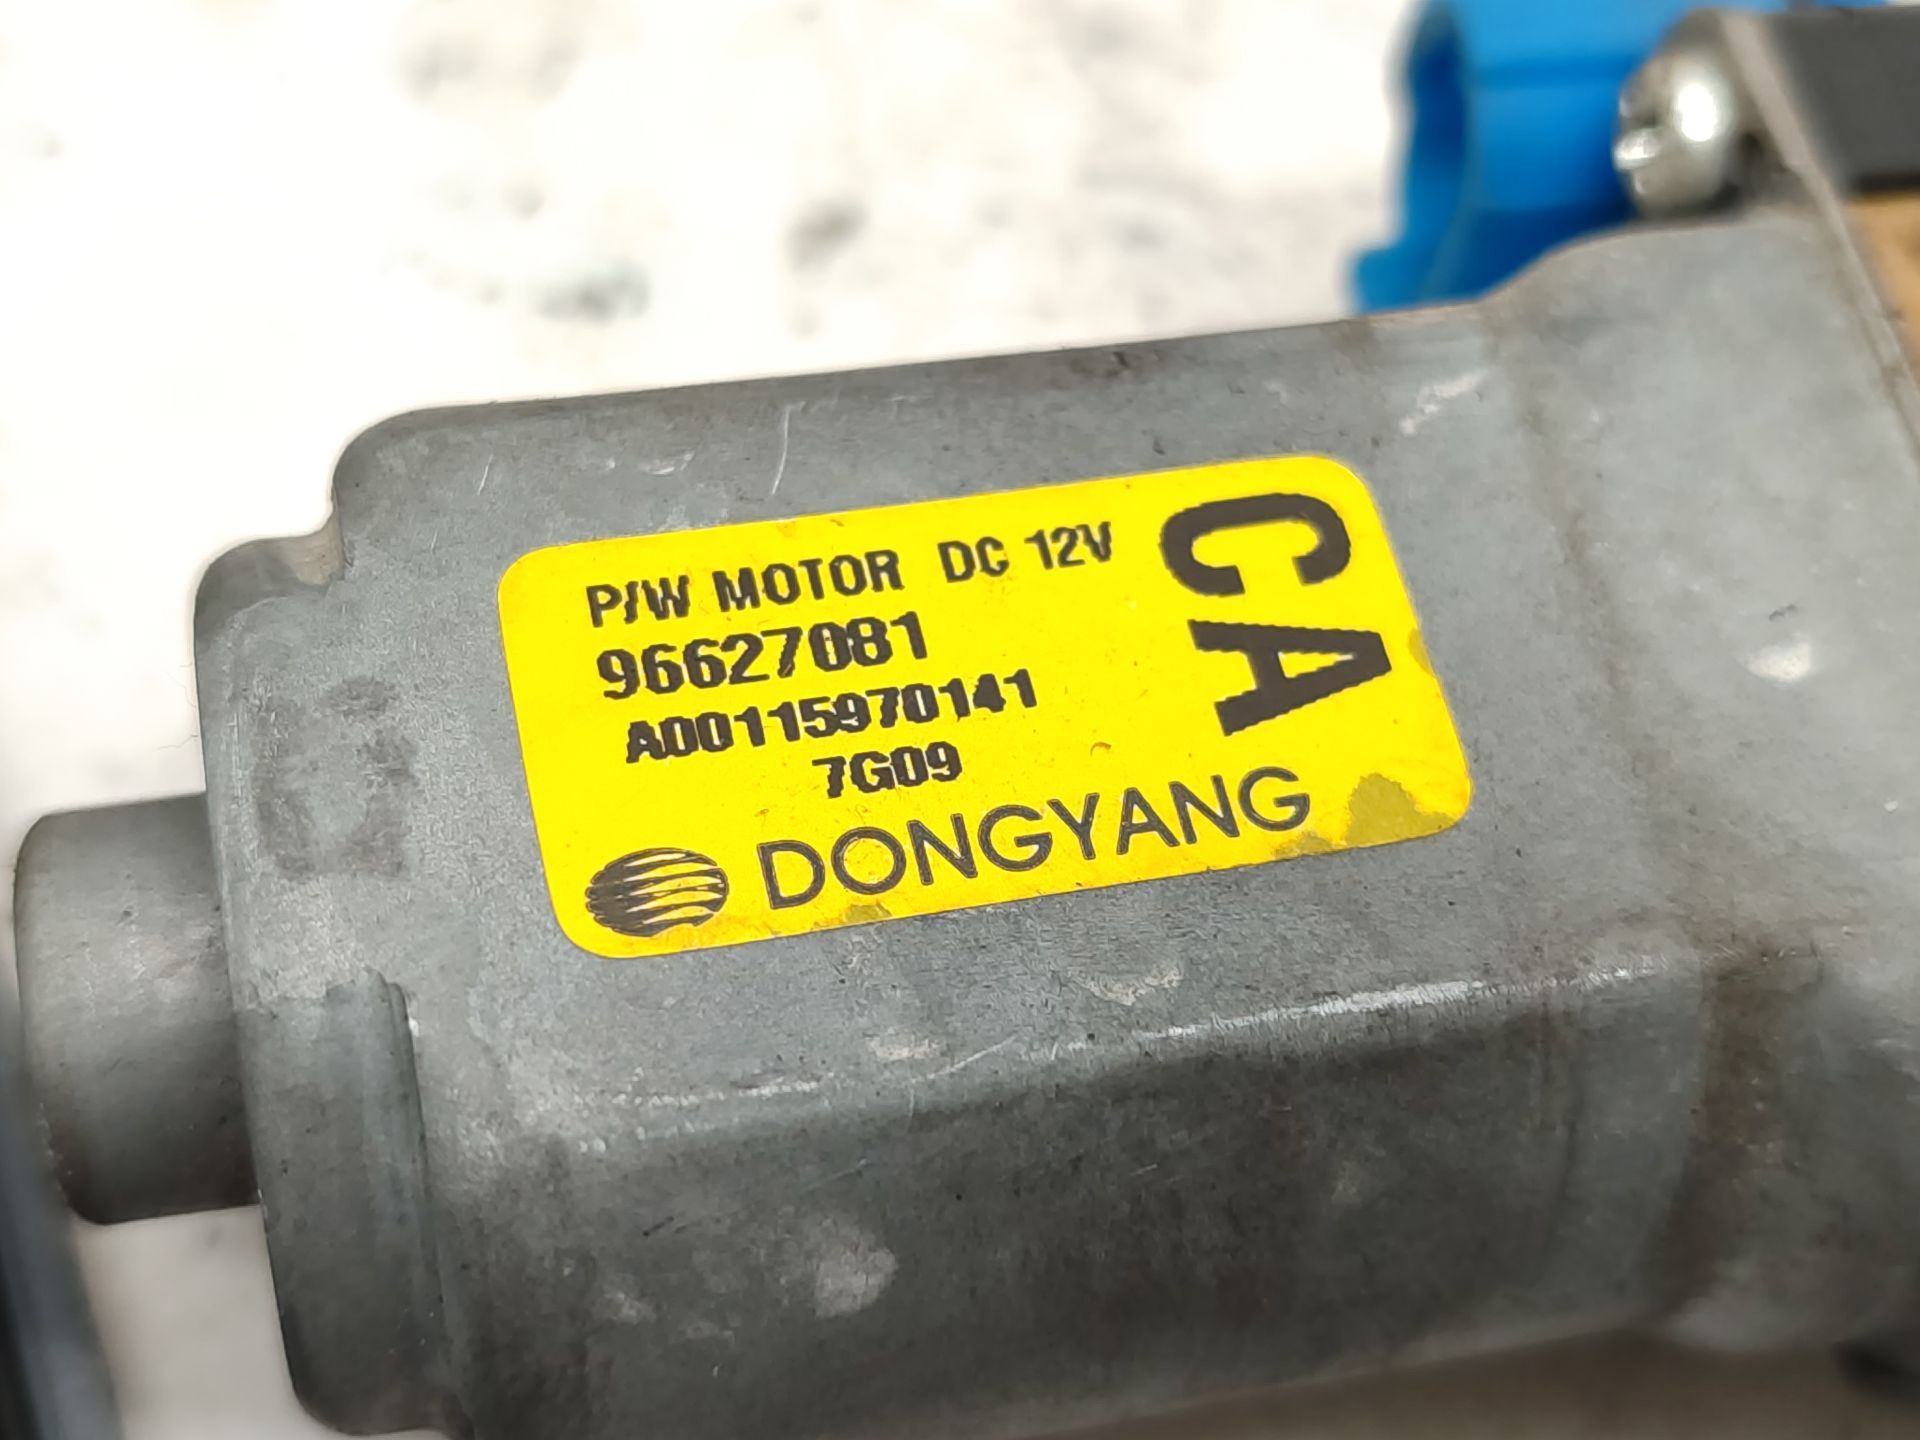 P/W MOTOR DC 12V
96627081
A00115970141
7G09
DONGYANG
CA